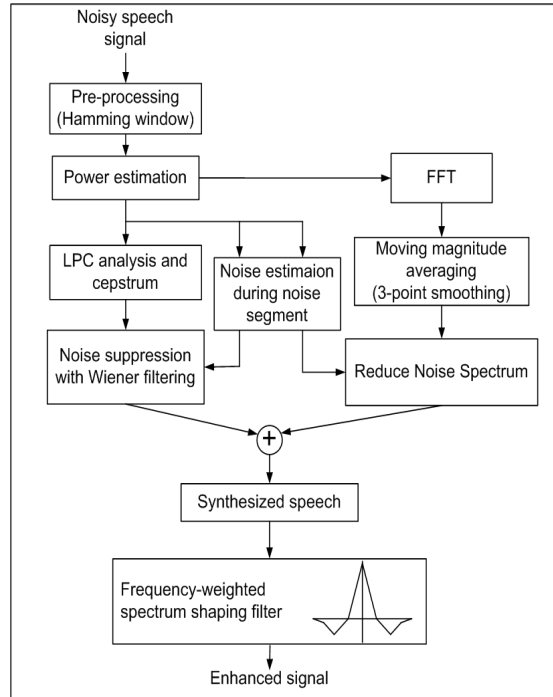 Noisy speech
signal
Pre-processing
(Hamming window)
Power estimation
FFT
LPC analysis and
cepstrum
Noise estimaion
during noise
segment
Moving magnitude
averaging
(3-point smoothing)
Noise suppression
with Wiener filtering
Reduce Noise Spectrum
+
Synthesized speech
Frequency-weighted
spectrum shaping filter
Enhanced signal